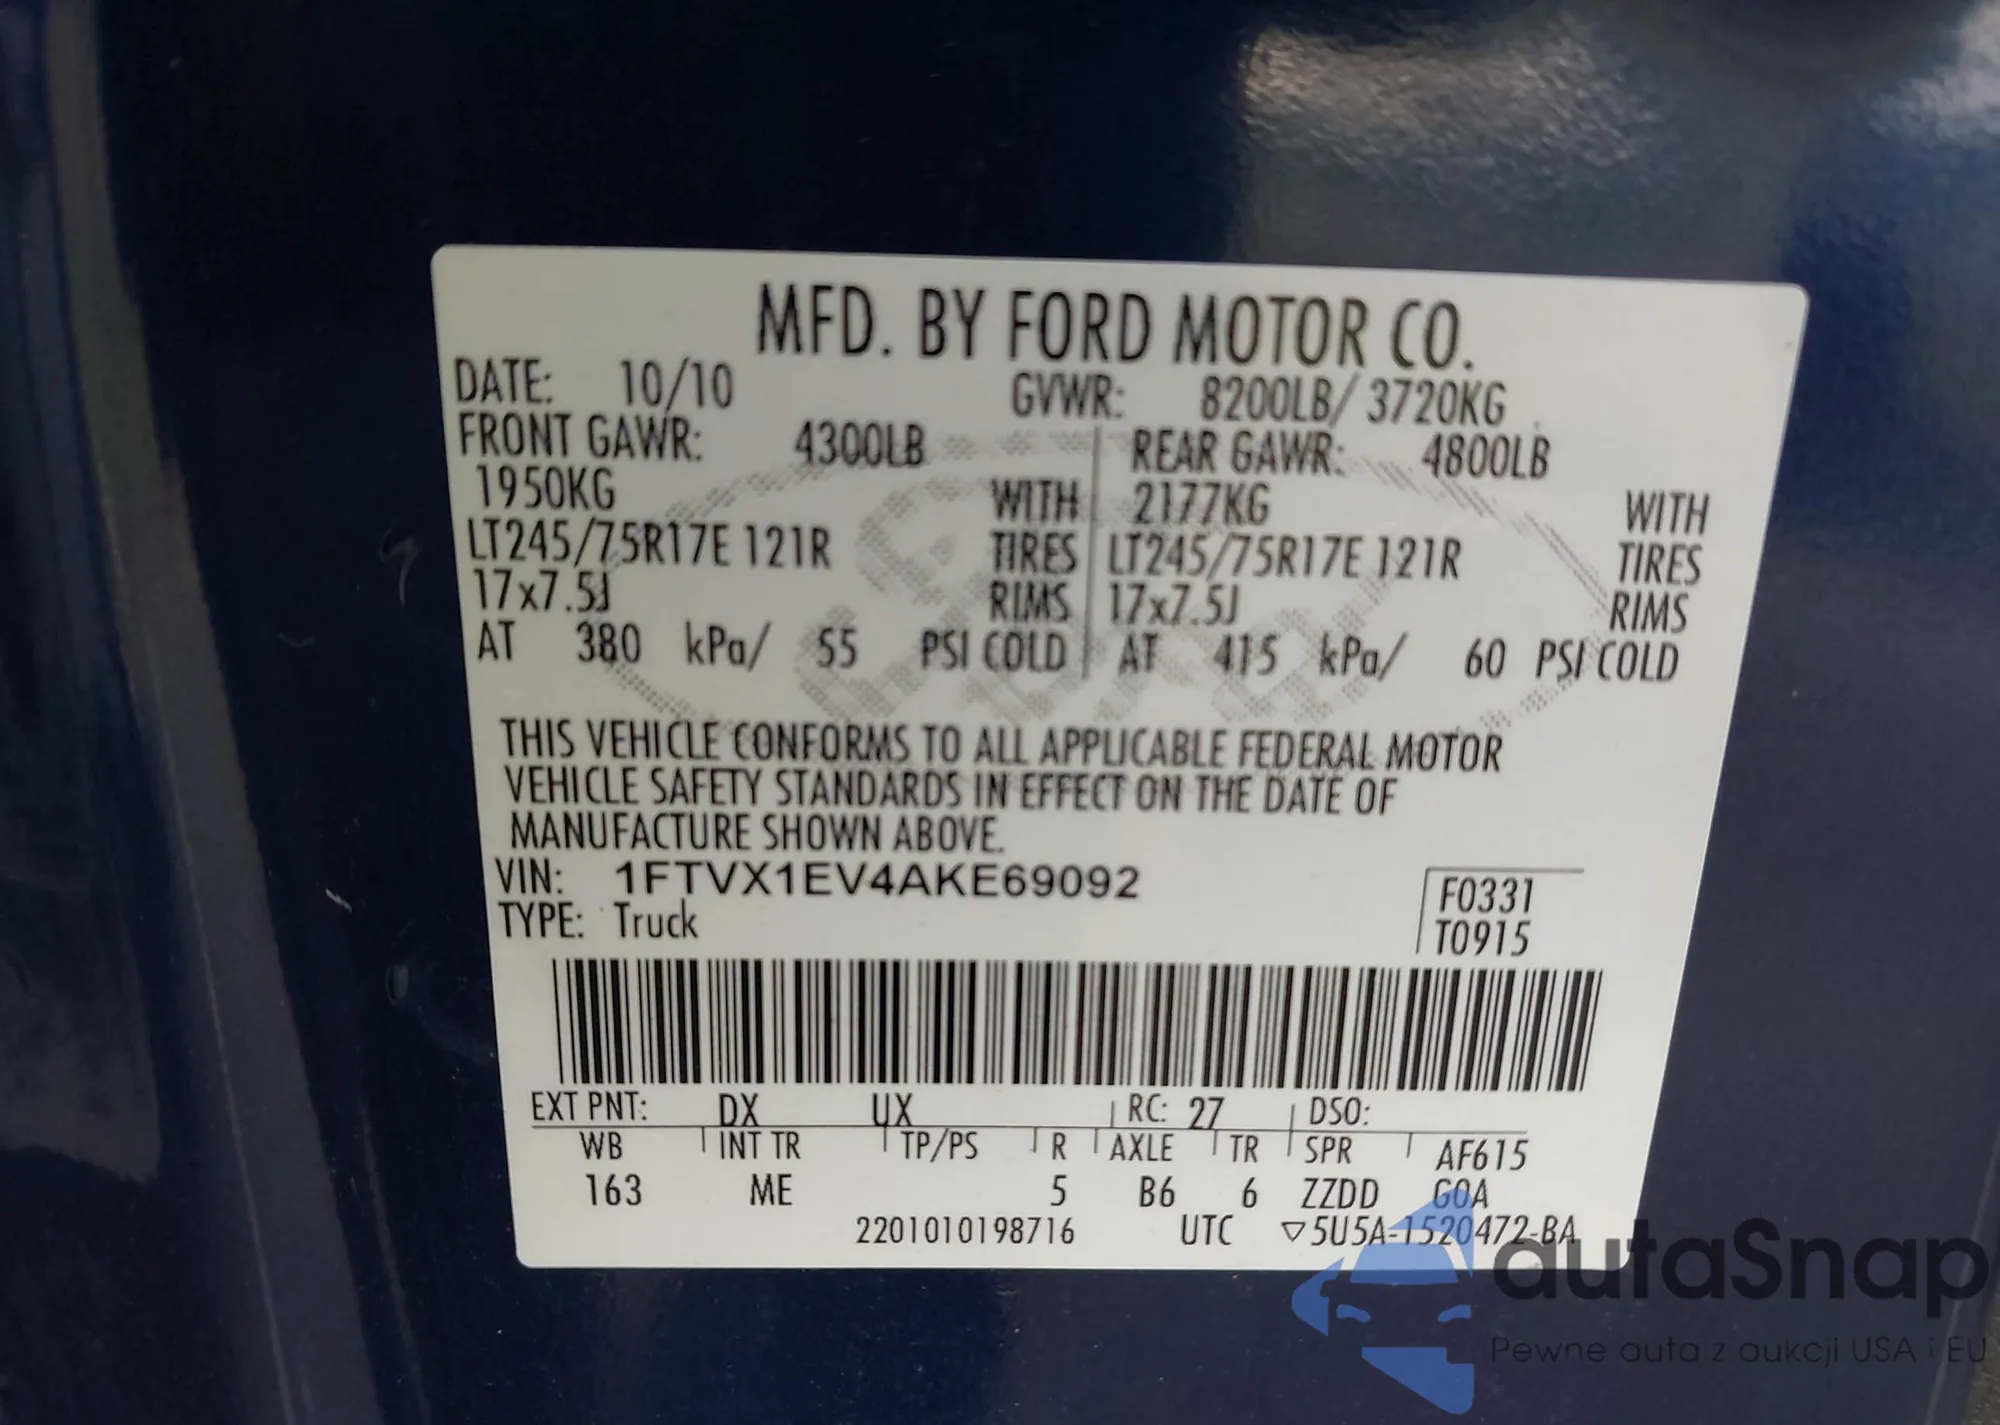 MFD. BY FORD MOTOR CO.
DATE: 10/10 GVWR: 8200LB/ 3720KG
FRONT GAWR: 4300LB REAR GAWR: 4800LB
1950KG WITH 2177KG WITH
LT245/75R17E 121R TIRES LT245/75R17E 121R TIRES
17x7.5J RIMS 17x7.5J RIMS
AT 380 kPa/ 55 PSI COLD AT 415 kPa/ 60 PSI COLD
THIS VEHICLE CONFORMS TO ALL APPLICABLE FEDERAL MOTOR
VEHICLE SAFETY STANDARDS IN EFFECT ON THE DATE OF
MANUFACTURE SHOWN ABOVE.
VIN: 1FTVX1EV4AKE69092
TYPE: Truck
F0331
T0915
EXT PNT: DX UX RC: 27 DSO:
WB INT TR TP/PS R AXLE TR SPR AF615
163 ME 5 B6 6 ZZDD GOA
2201010198716 UTC ▽5U5A-1520472-BA
autaSnap
Pewne auta z aukcji USA i EU